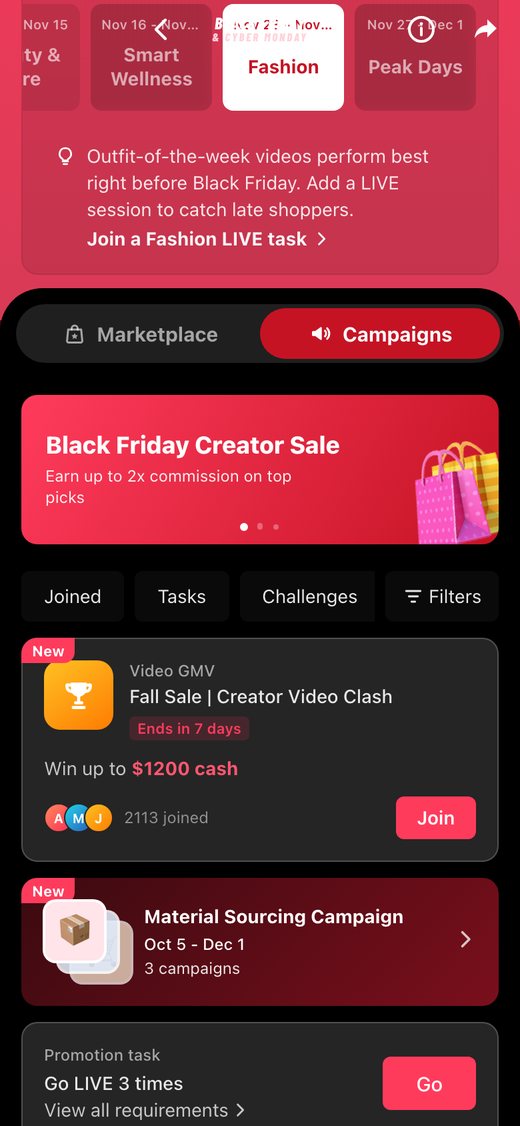 Nov 15
Nov 16 - Nov...
Nov...
Nov 27 - Dec 1
& CYBER MONDAY
ty &
re
Smart
Wellness
Fashion
Peak Days
Outfit-of-the-week videos perform best
right before Black Friday. Add a LIVE
session to catch late shoppers.
Join a Fashion LIVE task
Marketplace
Campaigns
Black Friday Creator Sale
Earn up to 2x commission on top
picks
Joined
Tasks
Challenges
Filters
New
Video GMV
Fall Sale | Creator Video Clash
Ends in 7 days
Win up to $1200 cash
A M J
2113 joined
Join
New
Material Sourcing Campaign
Oct 5 - Dec 1
3 campaigns
Promotion task
Go LIVE 3 times
View all requirements
Go